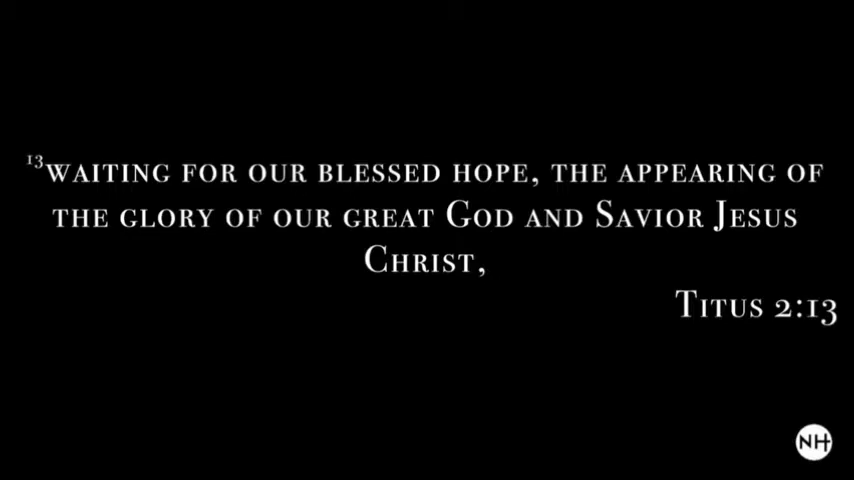 13waiting for our blessed hope, the appearing of
the glory of our great God and Savior Jesus
Christ,
Titus 2:13
NH